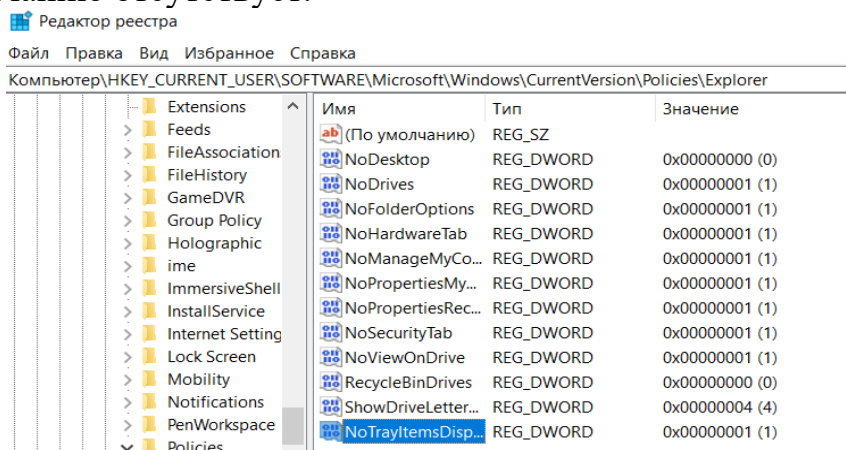 Редактор реестра
Файл Правка Вид Избранное Справка
Компьютер\HKEY_CURRENT_USER\SOFTWARE\Microsoft\Windows\CurrentVersion\Policies\Explorer
Extensions
Feeds
FileAssociation
FileHistory
GameDVR
Group Policy
Holographic
ime
ImmersiveShell
InstallService
Internet Setting
Lock Screen
Mobility
Notifications
PenWorkspace
Policies
Имя Тип Значение
(По умолчанию) REG_SZ
NoDesktop REG_DWORD 0x00000000 (0)
NoDrives REG_DWORD 0x00000001 (1)
NoFolderOptions REG_DWORD 0x00000001 (1)
NoHardwareTab REG_DWORD 0x00000001 (1)
NoManageMyCo... REG_DWORD 0x00000001 (1)
NoPropertiesMy... REG_DWORD 0x00000001 (1)
NoPropertiesRec... REG_DWORD 0x00000001 (1)
NoSecurityTab REG_DWORD 0x00000001 (1)
NoViewOnDrive REG_DWORD 0x00000001 (1)
RecycleBinDrives REG_DWORD 0x00000000 (0)
ShowDriveLetter... REG_DWORD 0x00000004 (4)
NoTrayItemsDisp... REG_DWORD 0x00000001 (1)